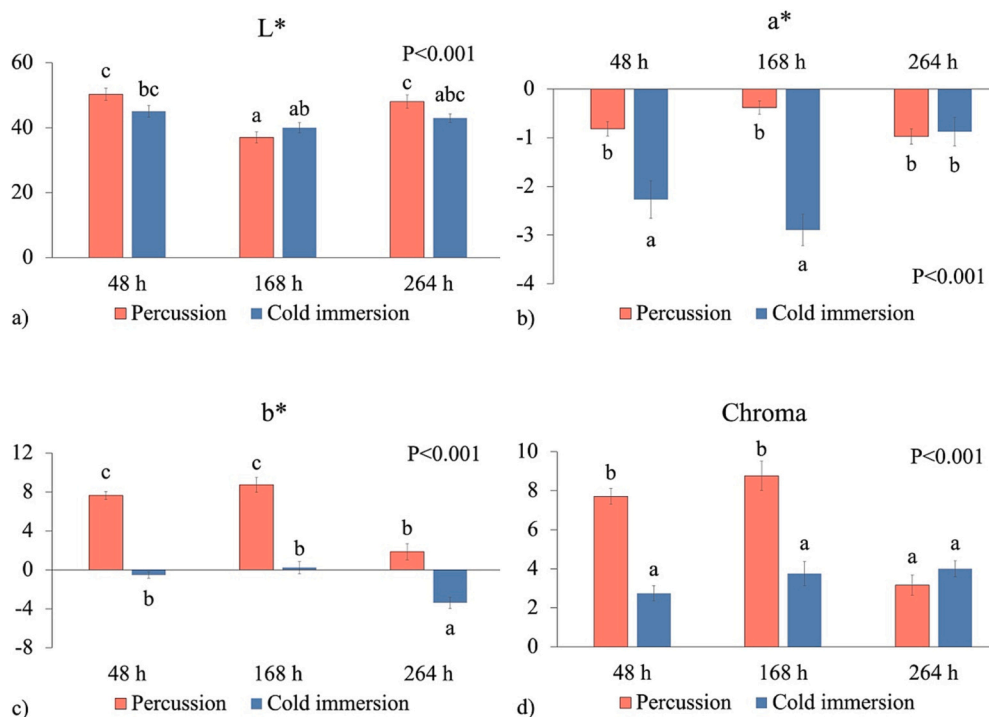 L*
P<0.001
60
40
20
0
c
bc
a
ab
c
abc
48 h
168 h
264 h
Percussion
Cold immersion
a)
a*
48 h
168 h
264 h
0
-1
-2
-3
-4
b
a
b
a
b
b
P<0.001
Percussion
Cold immersion
b)
b*
P<0.001
12
8
4
0
-4
-8
c
b
c
b
b
a
48 h
168 h
264 h
Percussion
Cold immersion
c)
Chroma
P<0.001
10
8
6
4
2
0
b
a
b
a
a
a
48 h
168 h
264 h
Percussion
Cold immersion
d)